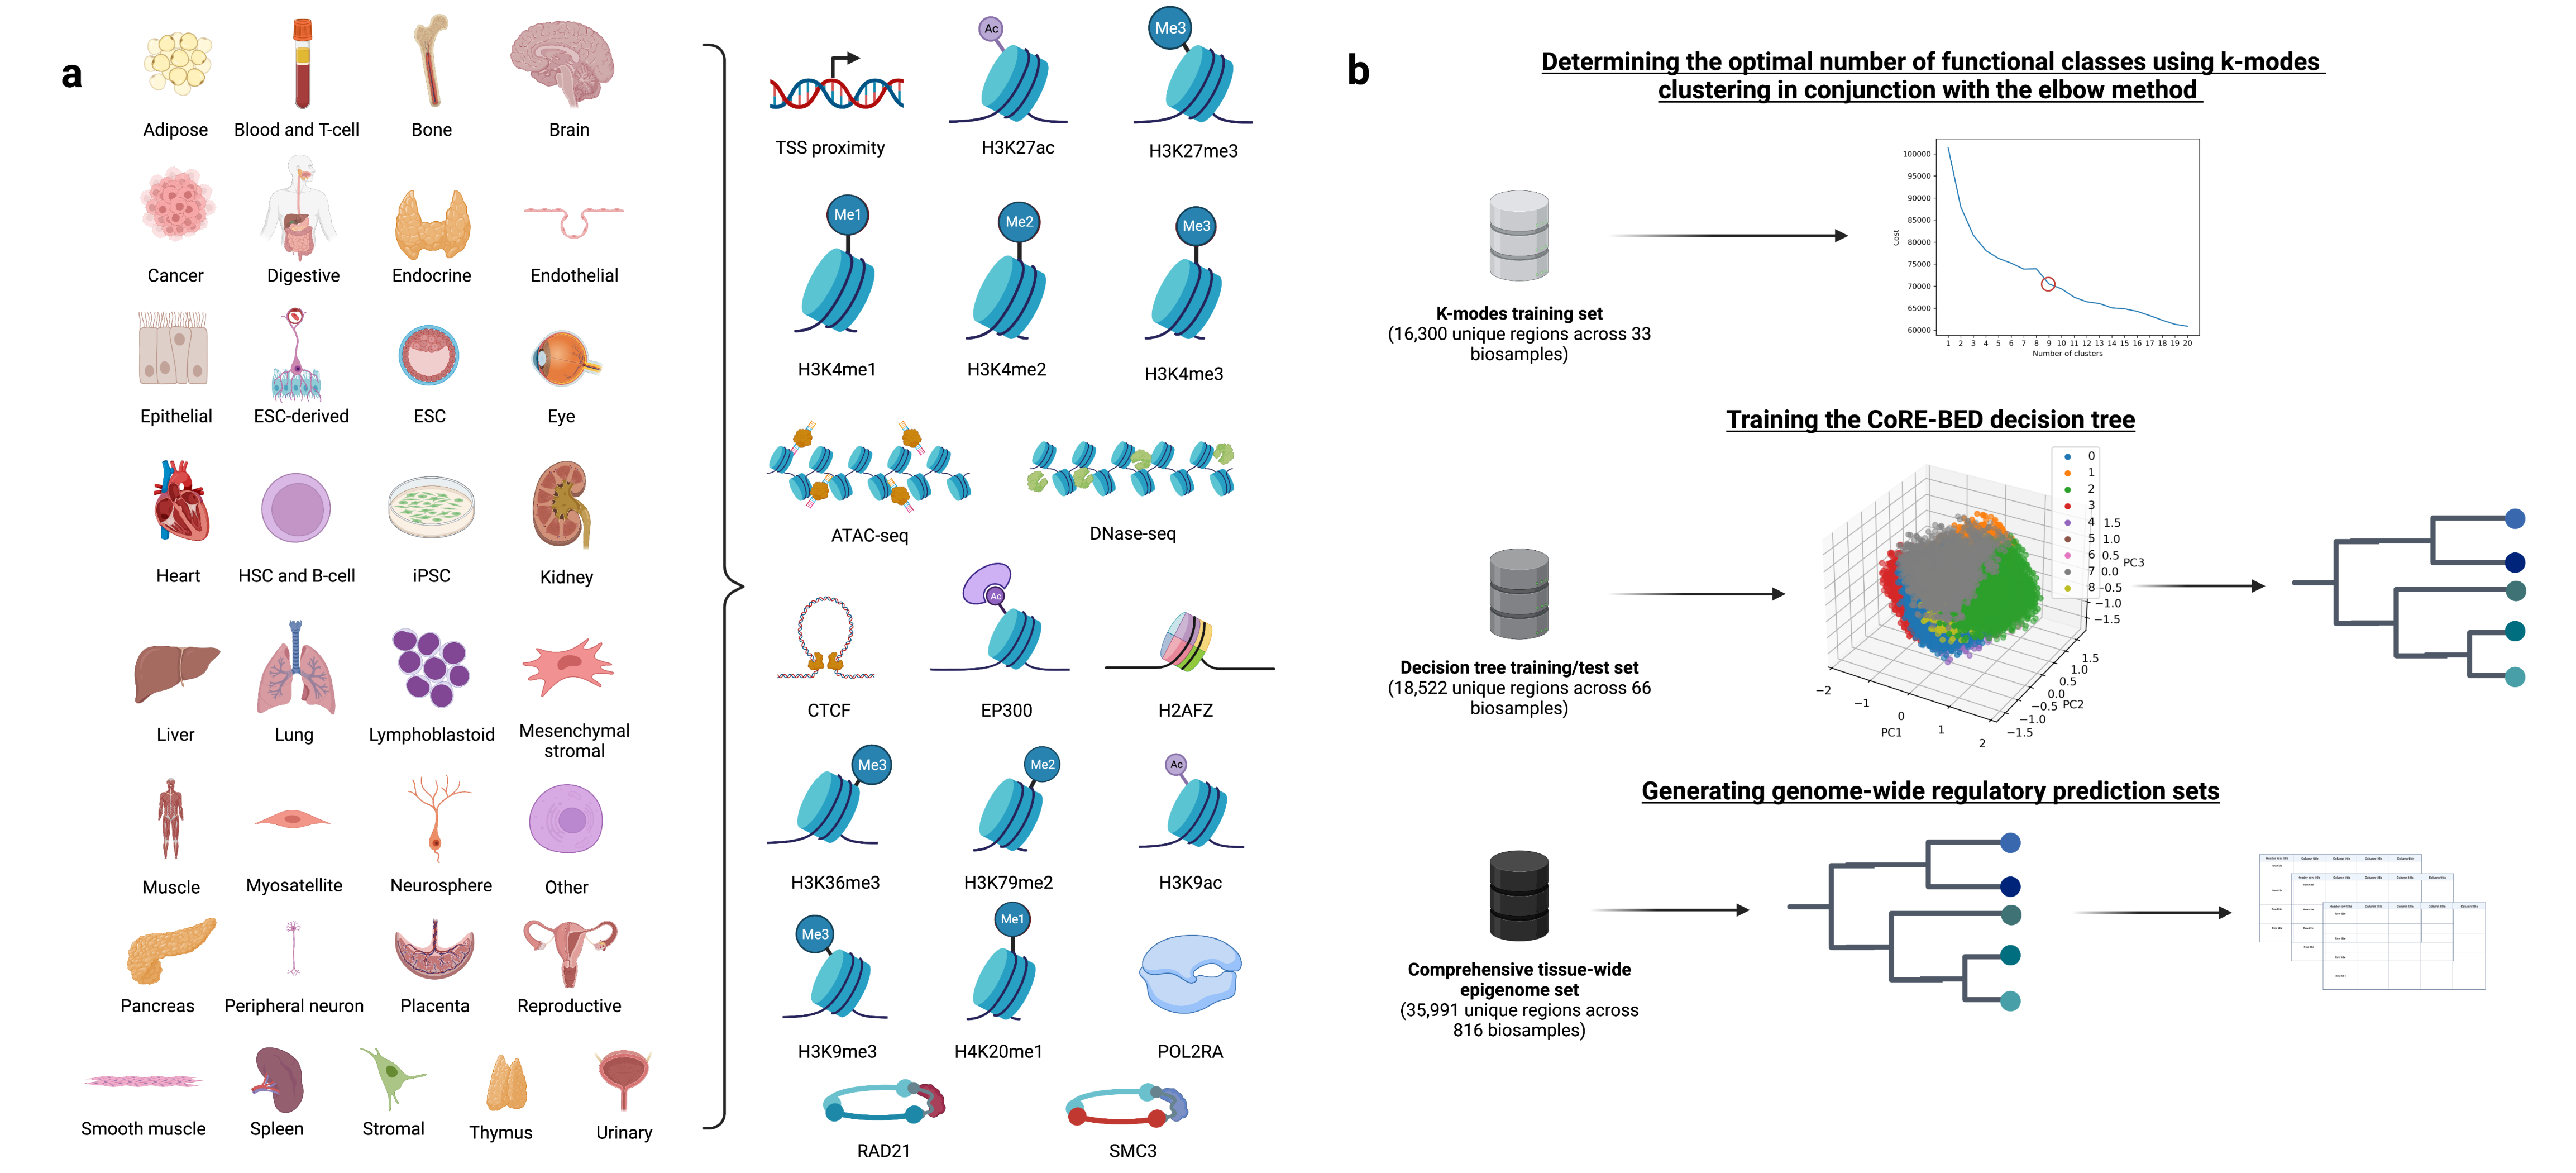 a
Adipose
Blood and T-cell
Bone
Brain
Cancer
Digestive
Endocrine
Endothelial
Epithelial
ESC-derived
ESC
Eye
Heart
HSC and B-cell
iPSC
Kidney
Liver
Lung
Lymphoblastoid
Mesenchymal
stromal
Muscle
Myosatellite
Neurosphere
Other
Pancreas
Peripheral neuron
Placenta
Reproductive
Smooth muscle
Spleen
Stromal
Thymus
Urinary
TSS proximity
Ac
H3K27ac
Me3
H3K27me3
Me1
H3K4me1
Me2
H3K4me2
Me3
H3K4me3
ATAC-seq
DNase-seq
CTCF
Ac
EP300
H2AFZ
Me3
H3K36me3
Me2
H3K79me2
Ac
H3K9ac
Me3
H3K9me3
Me1
H4K20me1
POL2RA
RAD21
SMC3
b
Determining the optimal number of functional classes using k-modes
clustering in conjunction with the elbow method
K-modes training set
(16,300 unique regions across 33
biosamples)
Cost
100000
95000
90000
85000
80000
75000
70000
65000
60000
1 2 3 4 5 6 7 8 9 10 11 12 13 14 15 16 17 18 19 20
Number of clusters
Training the CoRE-BED decision tree
Decision tree training/test set
(18,522 unique regions across 66
biosamples)
0
1
2
3
4
5
6
7
8
1.5
1.0
0.5
0.0
-0.5
−1.0
−1.5
PC3
1.5
1.0
0.5
0.0
−0.5
−1.0
−1.5
PC2
−2
−1
0
1
2
PC1
Generating genome-wide regulatory prediction sets
Comprehensive tissue-wide
epigenome set
(35,991 unique regions across
816 biosamples)